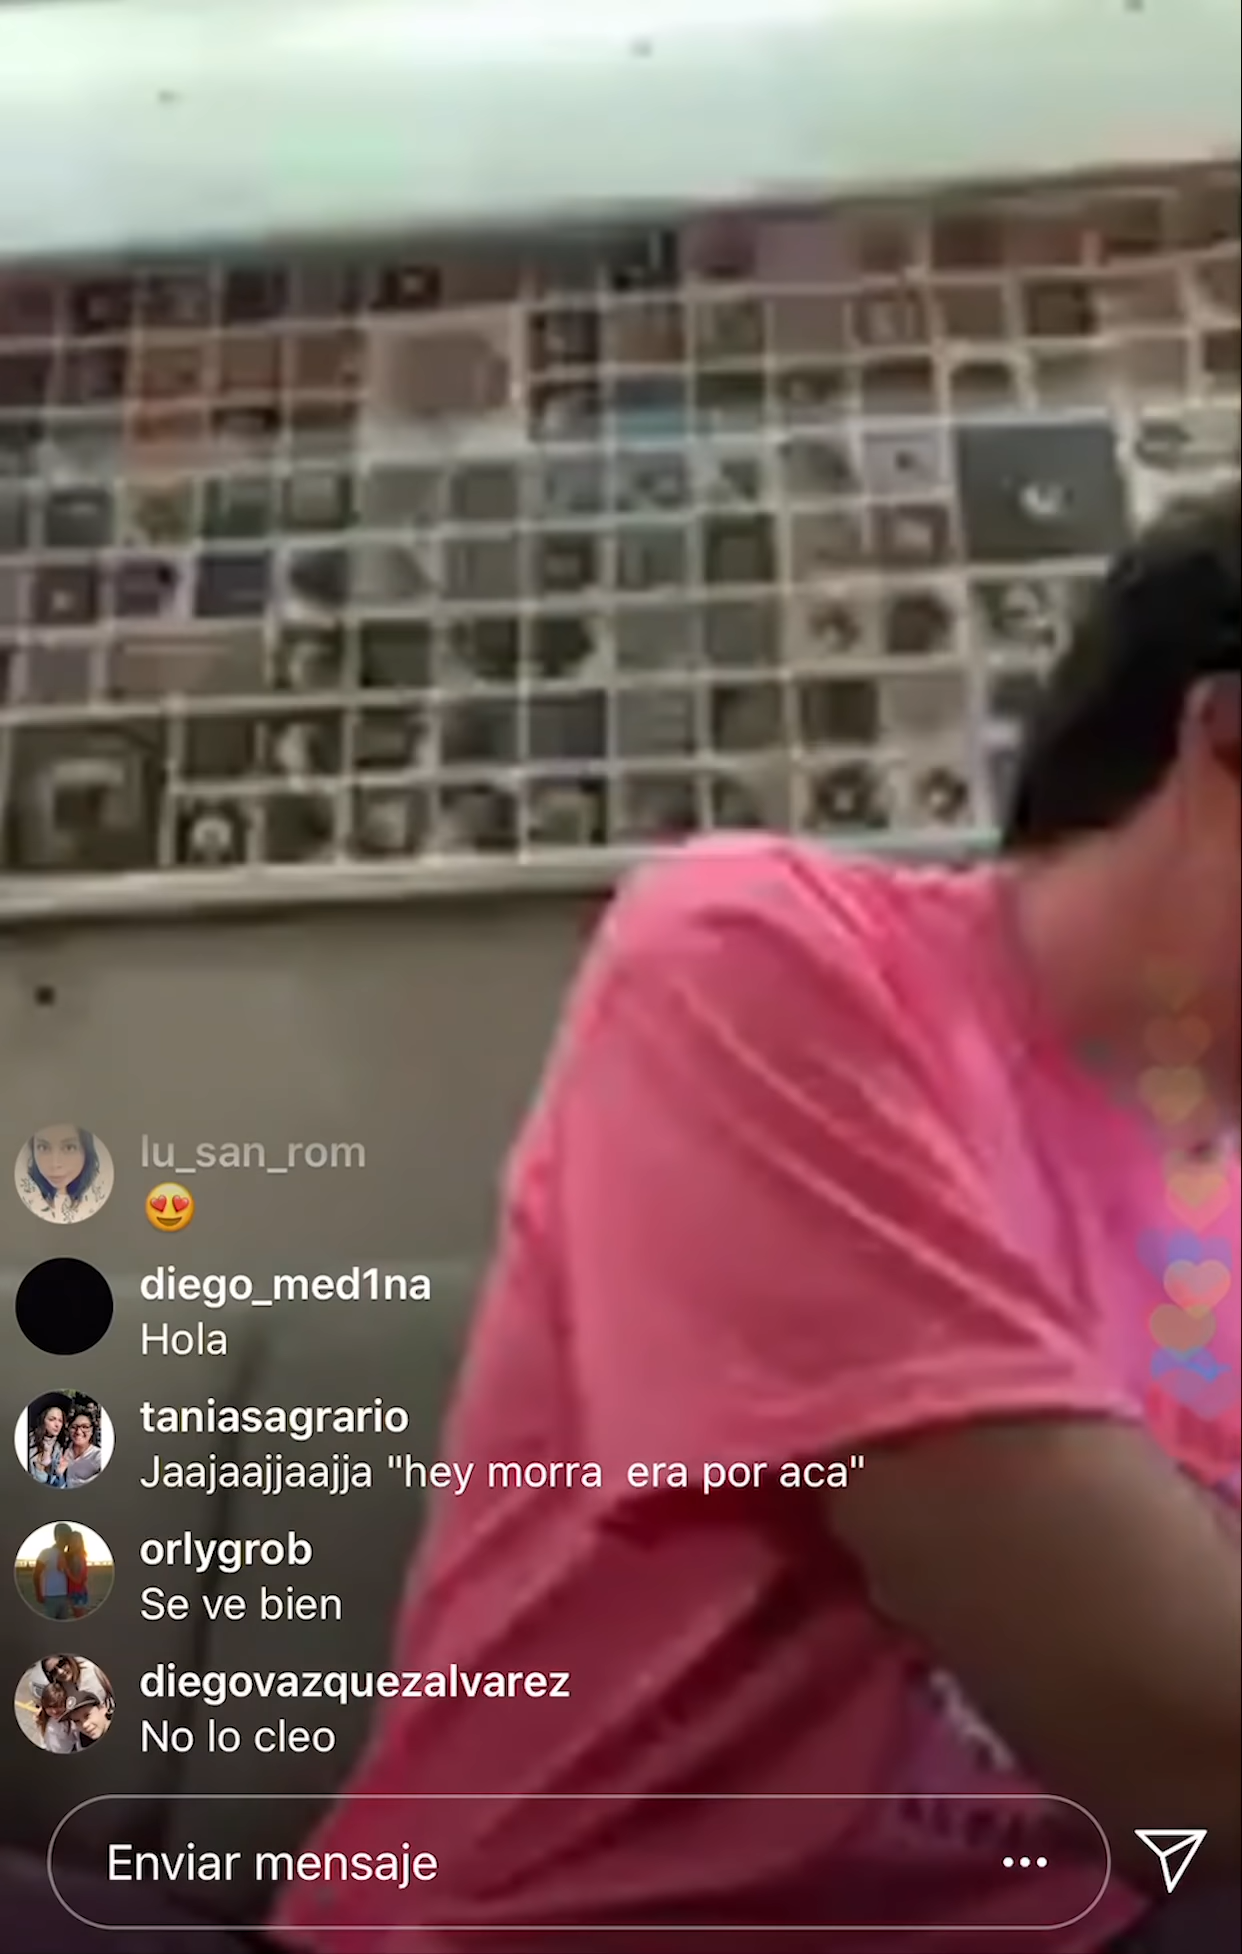 lu_san_rom
😍
diego_med1na
Hola
taniasagrario
Jaajaajjaajja "hey morra  era por aca"
orlygrob
Se ve bien
diegovazquezalvarez
No lo cleo
Enviar mensaje